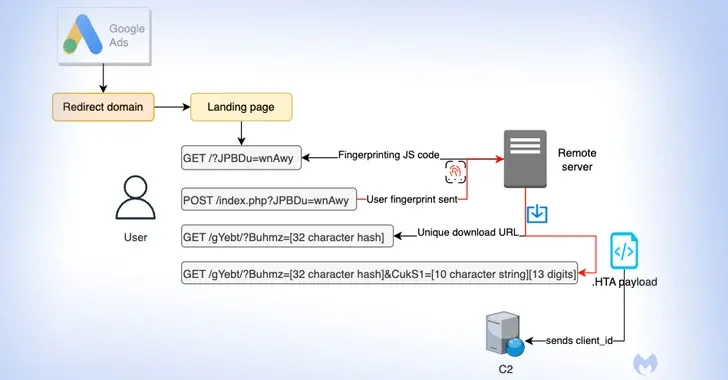 Google
Ads
Redirect domain
Landing page
GET /?JPBDu=wnAwy
Fingerprinting JS code
Remote
server
POST /index.php?JPBDu=wnAwy
User fingerprint sent
User
GET /gYebt/?Buhmz=[32 character hash]
Unique download URL
GET /gYebt/?Buhmz=[32 character hash]&CukS1=[10 character string][13 digits]
.HTA payload
sends client_id
C2